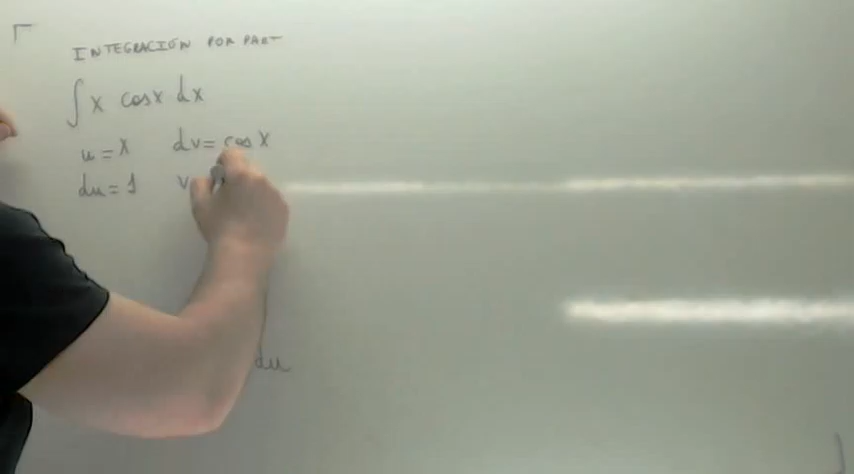 INTEGRACIÓN POR PART
∫ x cosx dx
u = x dv = cos x
du = 1 v
du